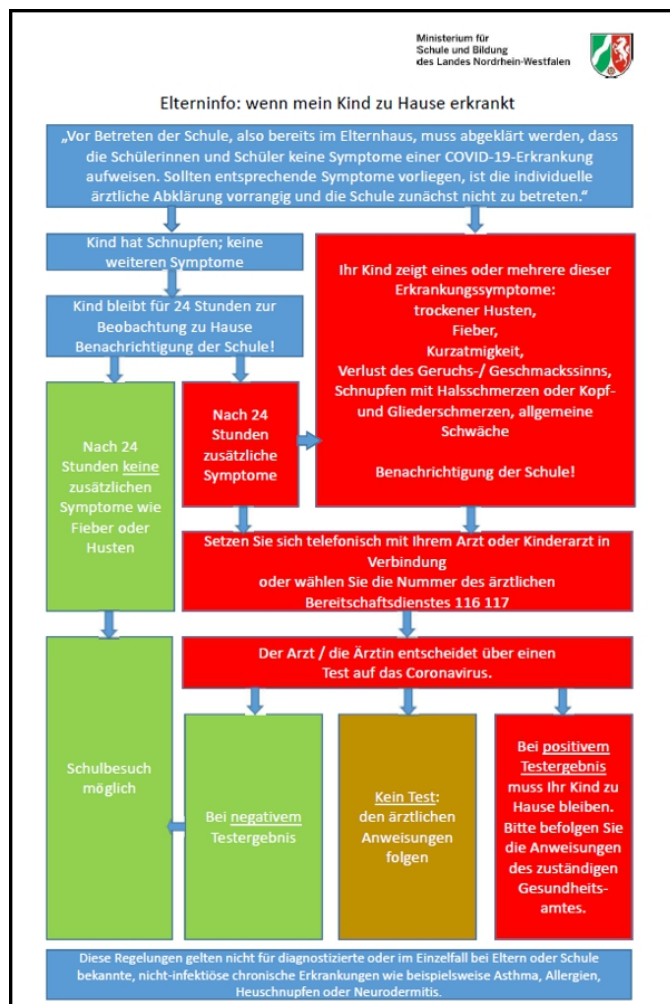 Ministerium für
Schule und Bildung
des Landes Nordrhein-Westfalen
Elterninfo: wenn mein Kind zu Hause erkrankt
„Vor Betreten der Schule, also bereits im Elternhaus, muss abgeklärt werden, dass
die Schülerinnen und Schüler keine Symptome einer COVID-19-Erkrankung
aufweisen. Sollten entsprechende Symptome vorliegen, ist die individuelle
ärztliche Abklärung vorrangig und die Schule zunächst nicht zu betreten.“
Kind hat Schnupfen; keine
weiteren Symptome
Kind bleibt für 24 Stunden zur
Beobachtung zu Hause
Benachrichtigung der Schule!
Ihr Kind zeigt eines oder mehrere dieser
Erkrankungssymptome:
trockener Husten,
Fieber,
Kurzatmigkeit,
Verlust des Geruchs-/ Geschmackssinns,
Schnupfen mit Halsschmerzen oder Kopf-
und Gliederschmerzen, allgemeine
Schwäche
Benachrichtigung der Schule!
Nach 24
Stunden keine
zusätzlichen
Symptome wie
Fieber oder
Husten
Nach 24
Stunden
zusätzliche
Symptome
Setzen Sie sich telefonisch mit Ihrem Arzt oder Kinderarzt in
Verbindung
oder wählen Sie die Nummer des ärztlichen
Bereitschaftsdienstes 116 117
Der Arzt / die Ärztin entscheidet über einen
Test auf das Coronavirus.
Schulbesuch
möglich
Bei negativem
Testergebnis
Kein Test:
den ärztlichen
Anweisungen
folgen
Bei positivem
Testergebnis
muss Ihr Kind zu
Hause bleiben.
Bitte befolgen Sie
die Anweisungen
des zuständigen
Gesundheits-
amtes.
Diese Regelungen gelten nicht für diagnostizierte oder im Einzelfall bei Eltern oder Schule
bekannte, nicht-infektiöse chronische Erkrankungen wie beispielsweise Asthma, Allergien,
Heuschnupfen oder Neurodermitis.